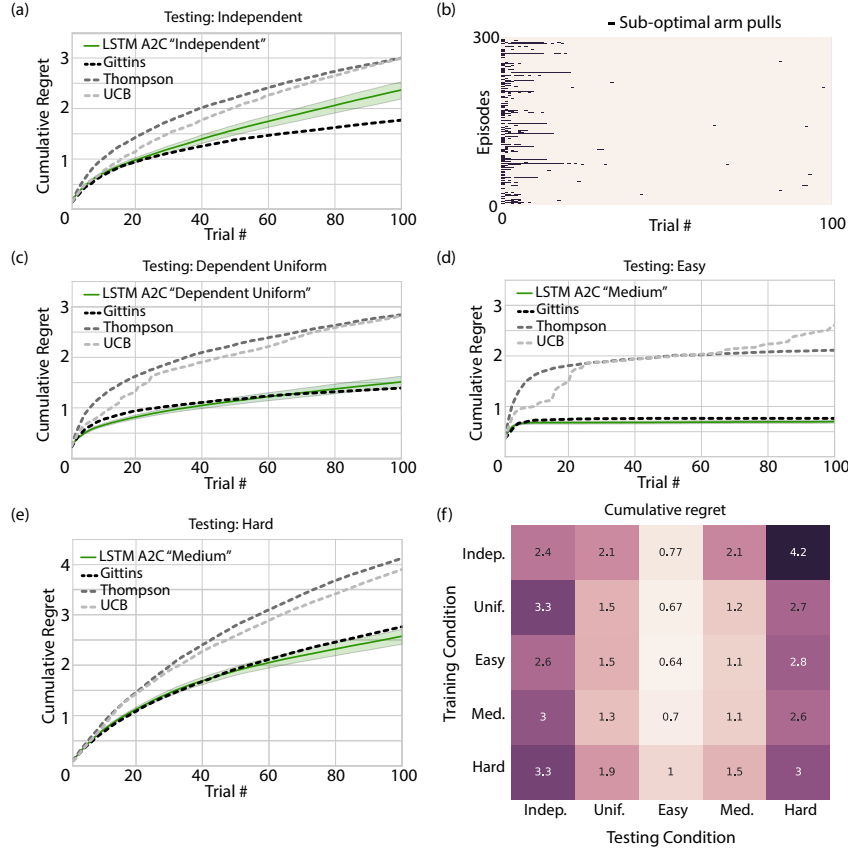 (a)
Testing: Independent
LSTM A2C “Independent”
Gittins
Thompson
UCB
Cumulative Regret
3
2
1
0
20
40
60
80
100
Trial #
(b)
Sub-optimal arm pulls
Episodes
300
0
0
100
Trial #
(c)
Testing: Dependent Uniform
LSTM A2C “Dependent Uniform”
Gittins
Thompson
UCB
Cumulative Regret
3
2
1
0
20
40
60
80
100
Trial #
(d)
Testing: Easy
LSTM A2C “Medium”
Gittins
Thompson
UCB
Cumulative Regret
3
2
1
0
20
40
60
80
100
Trial #
(e)
Testing: Hard
LSTM A2C “Medium”
Gittins
Thompson
UCB
Cumulative Regret
4
3
2
1
0
20
40
60
80
100
Trial #
(f)
Cumulative regret
Training Condition
Indep. 2.4 2.1 0.77 2.1 4.2
Unif. 3.3 1.5 0.67 1.2 2.7
Easy 2.6 1.5 0.64 1.1 2.8
Med. 3 1.3 0.7 1.1 2.6
Hard 3.3 1.9 1 1.5 3
Indep. Unif. Easy Med. Hard
Testing Condition